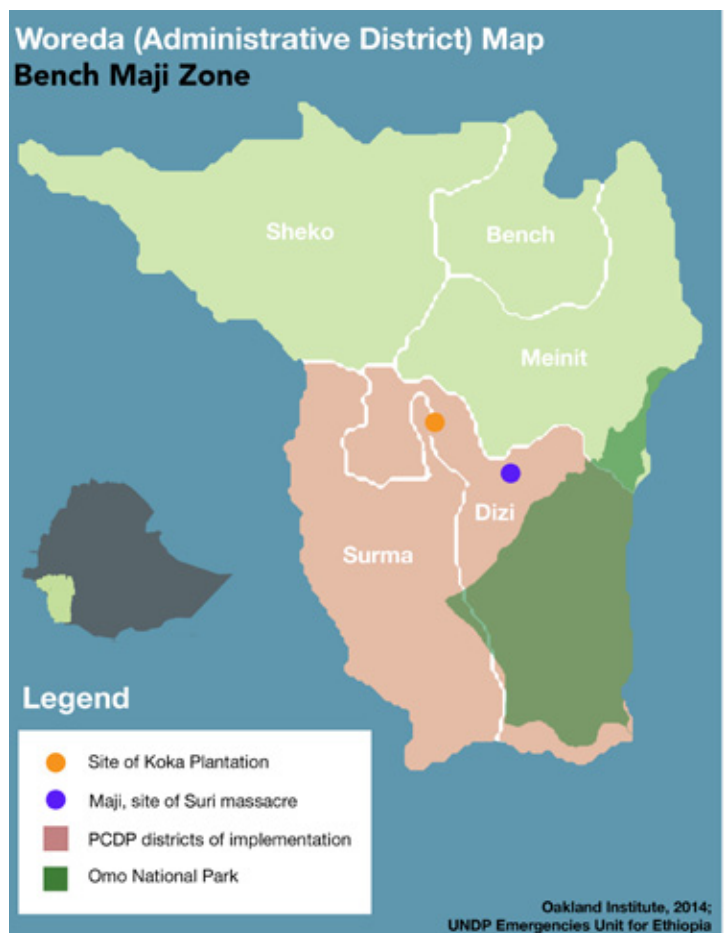 Woreda (Administrative District) Map
Bench Maji Zone
Sheko
Bench
Meinit
Dizi
Surma
Legend
Site of Koka Plantation
Maji, site of Suri massacre
PCDP districts of implementation
Omo National Park
Oakland Institute, 2014;
UNDP Emergencies Unit for Ethiopia